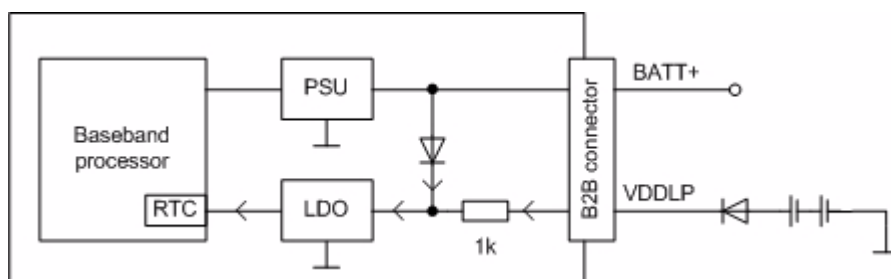 PSU
BATT+
Baseband
processor
B2B connector
RTC
LDO
VDDLP
1k